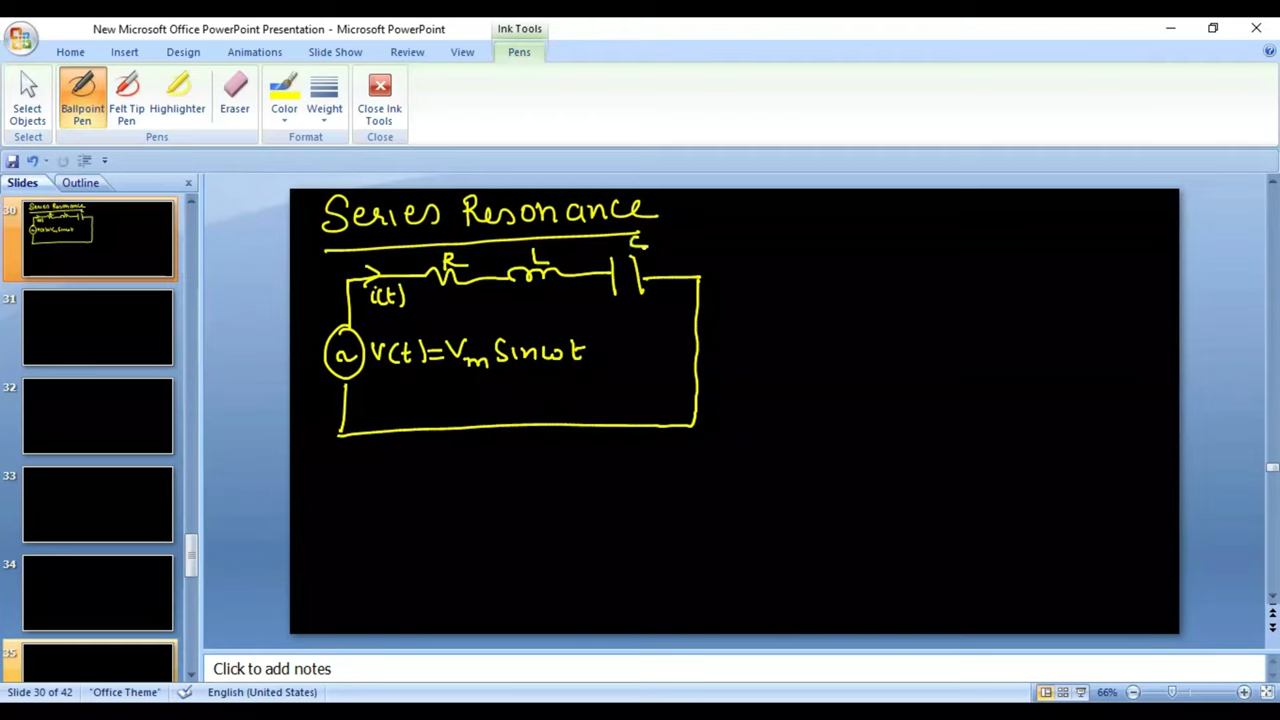 New Microsoft Office PowerPoint Presentation - Microsoft PowerPoint
Ink Tools
Home Insert Design Animations Slide Show Review View Pens
Select Objects
Ballpoint Pen
Felt Tip Pen
Highlighter
Eraser
Color
Weight
Close Ink Tools
Select
Pens
Format
Close
Slides
Outline
30
31
32
33
34
35
Series Resonance
R
L
C
i(t)
V(t)=Vm Sinωt
Click to add notes
Slide 30 of 42
"Office Theme"
English (United States)
66%